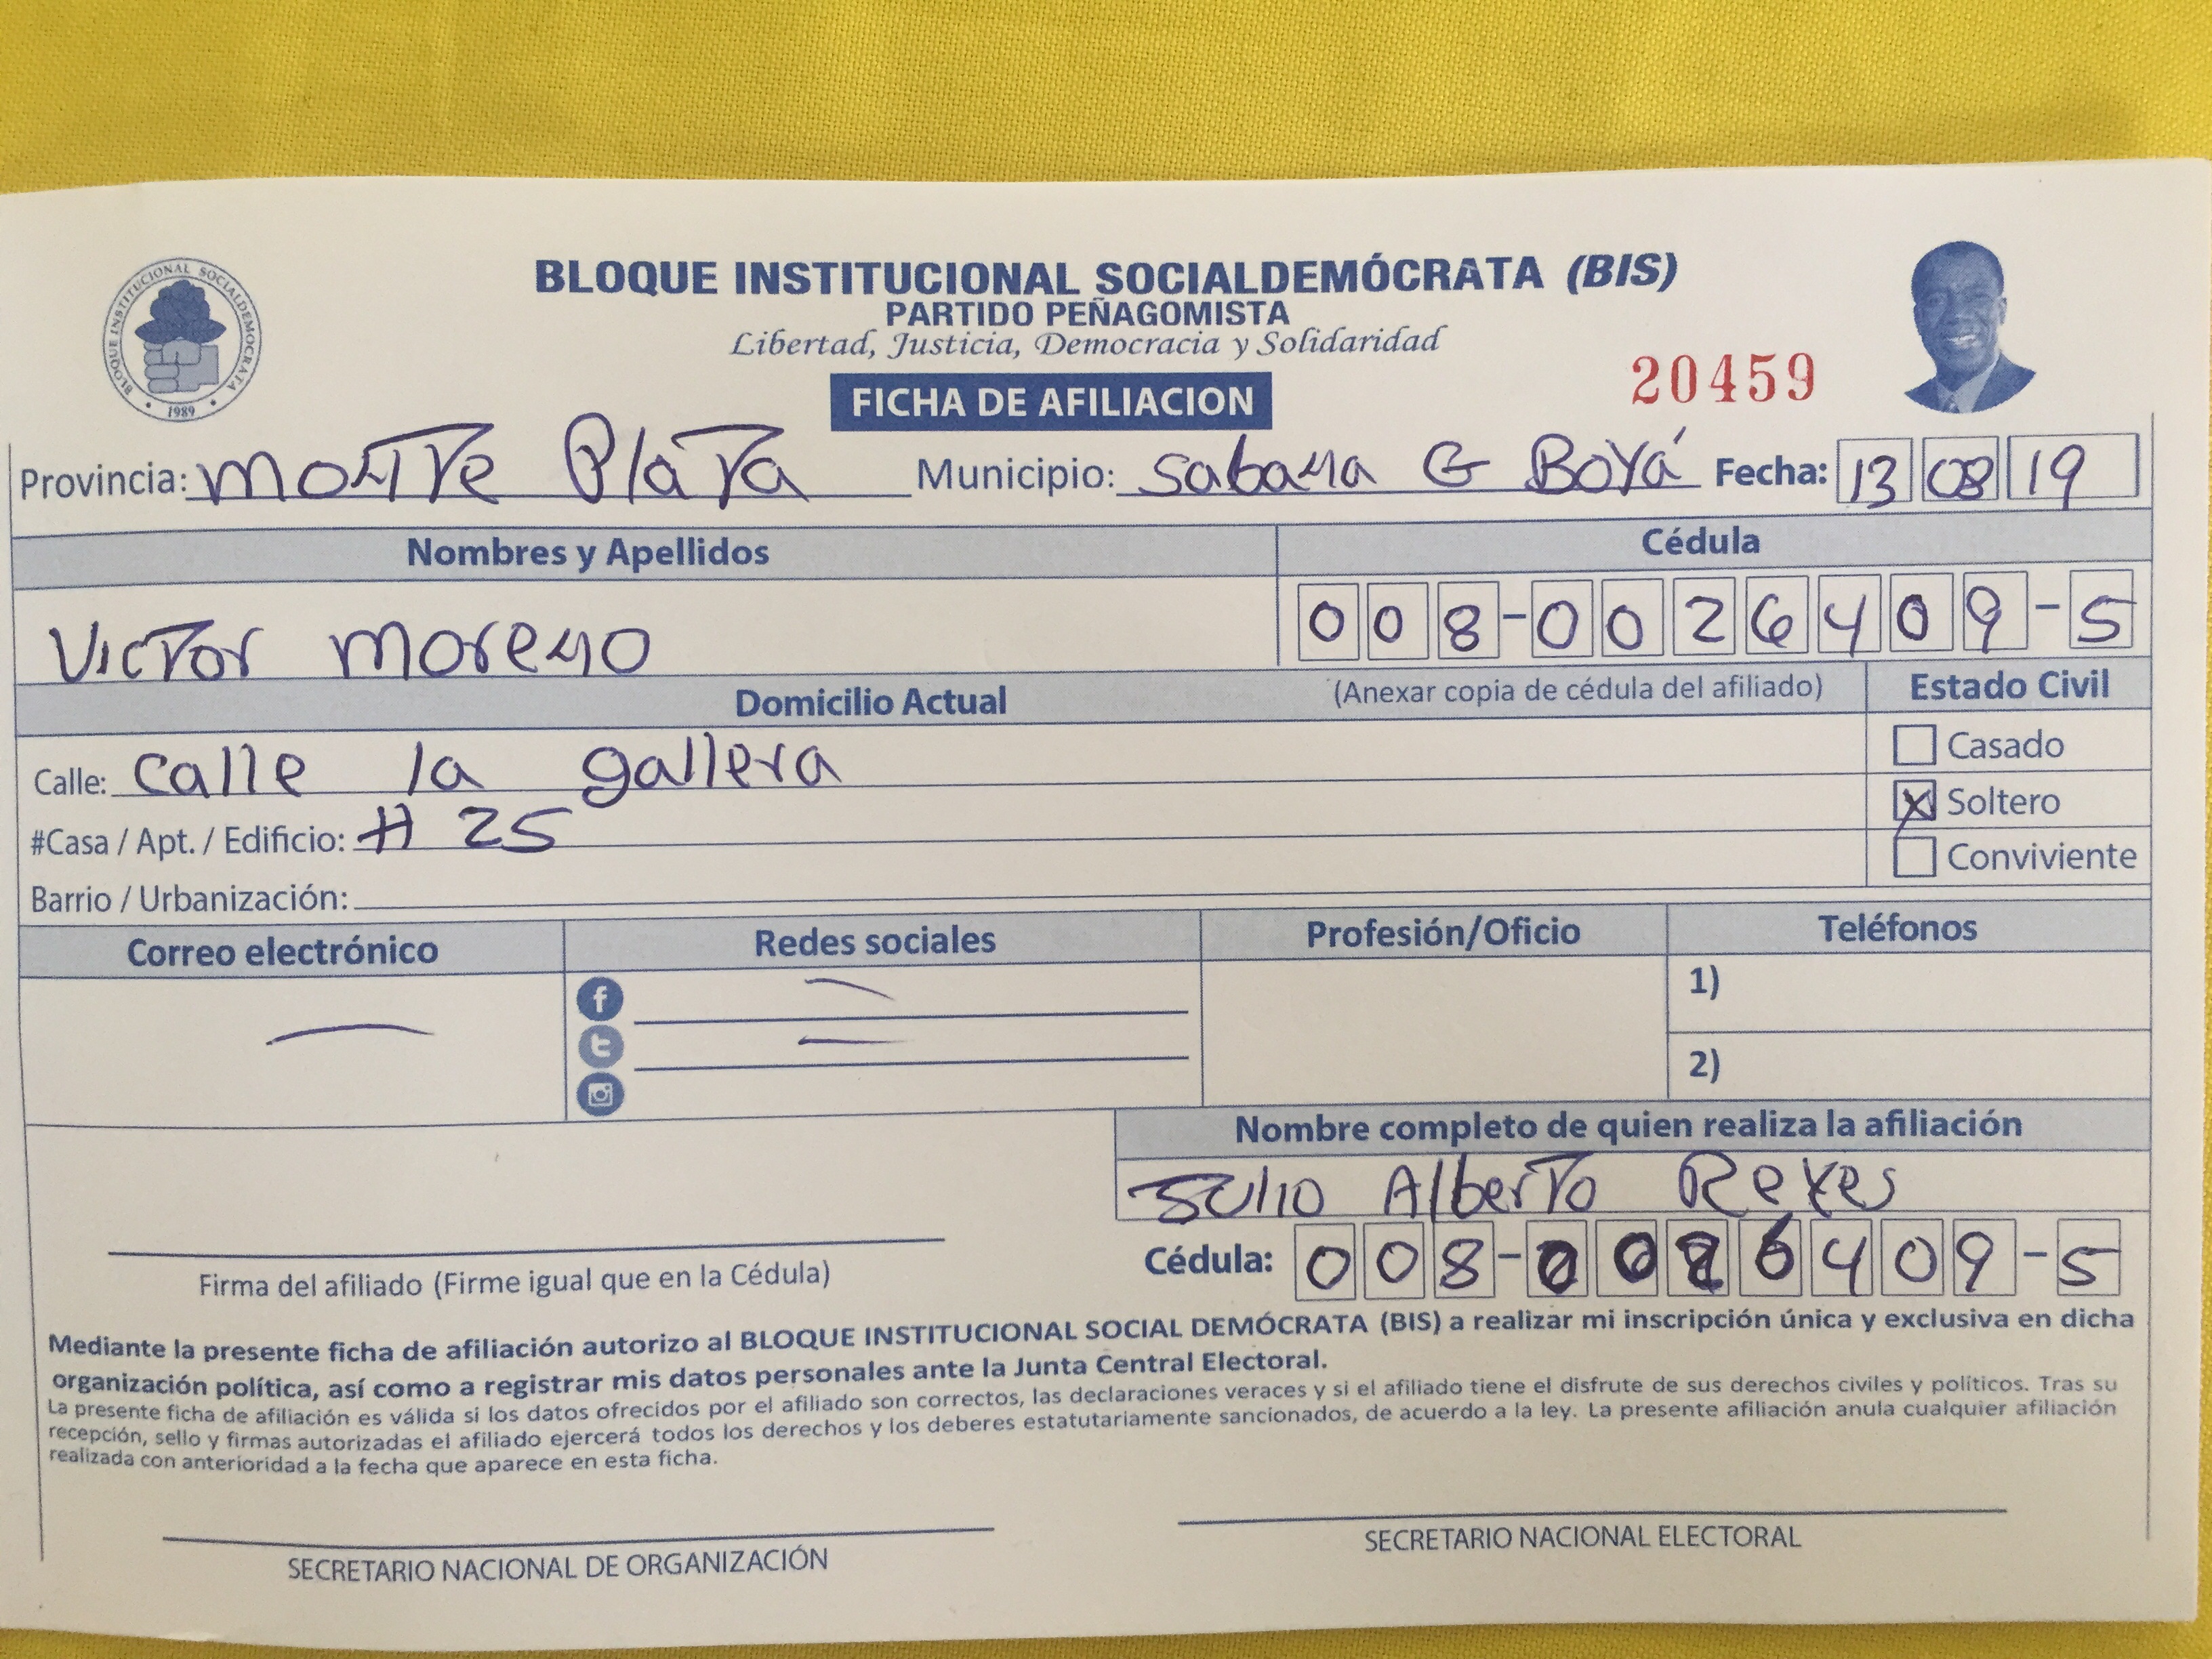 BLOQUE INSTITUCIONAL SOCIALDEMOCRATA
1989
BLOQUE INSTITUCIONAL SOCIALDEMÓCRATA (BIS)
PARTIDO PEÑAGOMISTA
Libertad, Justicia, Democracia y Solidaridad
20459
FICHA DE AFILIACION
Provincia: Monte Plata Municipio: Sabana G Boyá Fecha: 13 08 19
Nombres y Apellidos Cédula
Victor Moreno 008-0026409-5
Domicilio Actual (Anexar copia de cédula del afiliado) Estado Civil
Calle: calle la gallera
Casado
X Soltero
#Casa / Apt. / Edificio: # 25
Conviviente
Barrio / Urbanización:
Correo electrónico Redes sociales Profesión/Oficio Teléfonos
1)
2)
Nombre completo de quien realiza la afiliación
Julio Alberto Reyes
Cédula: 008-0026409-5
Firma del afiliado (Firme igual que en la Cédula)
Mediante la presente ficha de afiliación autorizo al BLOQUE INSTITUCIONAL SOCIAL DEMÓCRATA (BIS) a realizar mi inscripción única y exclusiva en dicha
organización política, así como a registrar mis datos personales ante la Junta Central Electoral.
La presente ficha de afiliación es válida si los datos ofrecidos por el afiliado son correctos, las declaraciones veraces y si el afiliado tiene el disfrute de sus derechos civiles y políticos. Tras su
recepción, sello y firmas autorizadas el afiliado ejercerá todos los derechos y los deberes estatutariamente sancionados, de acuerdo a la ley. La presente afiliación anula cualquier afiliación
realizada con anterioridad a la fecha que aparece en esta ficha.
SECRETARIO NACIONAL DE ORGANIZACIÓN SECRETARIO NACIONAL ELECTORAL